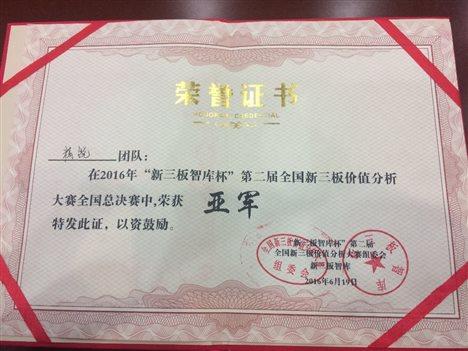 荣誉证书
HONORARY CREDENTIAL
团队：
在2016年“新三板智库杯”第二届全国新三板价值分析
大赛全国总决赛中,荣获 亚军
特发此证，以资鼓励。
“新三板智库杯”第二届
全国新三板价值分析大赛组委会
新三板智库
2016年6月19日
组委会